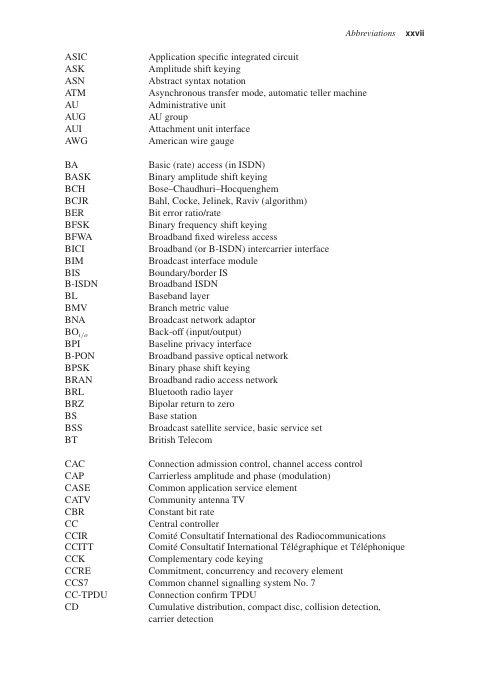 Abbreviations xxvii
ASIC Application specific integrated circuit
ASK Amplitude shift keying
ASN Abstract syntax notation
ATM Asynchronous transfer mode, automatic teller machine
AU Administrative unit
AUG AU group
AUI Attachment unit interface
AWG American wire gauge
BA Basic (rate) access (in ISDN)
BASK Binary amplitude shift keying
BCH Bose–Chaudhuri–Hocquenghem
BCJR Bahl, Cocke, Jelinek, Raviv (algorithm)
BER Bit error ratio/rate
BFSK Binary frequency shift keying
BFWA Broadband fixed wireless access
BICI Broadband (or B-ISDN) intercarrier interface
BIM Broadcast interface module
BIS Boundary/border IS
B-ISDN Broadband ISDN
BL Baseband layer
BMV Branch metric value
BNA Broadcast network adaptor
BOi/o Back-off (input/output)
BPI Baseline privacy interface
B-PON Broadband passive optical network
BPSK Binary phase shift keying
BRAN Broadband radio access network
BRL Bluetooth radio layer
BRZ Bipolar return to zero
BS Base station
BSS Broadcast satellite service, basic service set
BT British Telecom
CAC Connection admission control, channel access control
CAP Carrierless amplitude and phase (modulation)
CASE Common application service element
CATV Community antenna TV
CBR Constant bit rate
CC Central controller
CCIR Comité Consultatif International des Radiocommunications
CCITT Comité Consultatif International Télégraphique et Téléphonique
CCK Complementary code keying
CCRE Commitment, concurrency and recovery element
CCS7 Common channel signalling system No. 7
CC-TPDU Connection confirm TPDU
CD Cumulative distribution, compact disc, collision detection,
carrier detection